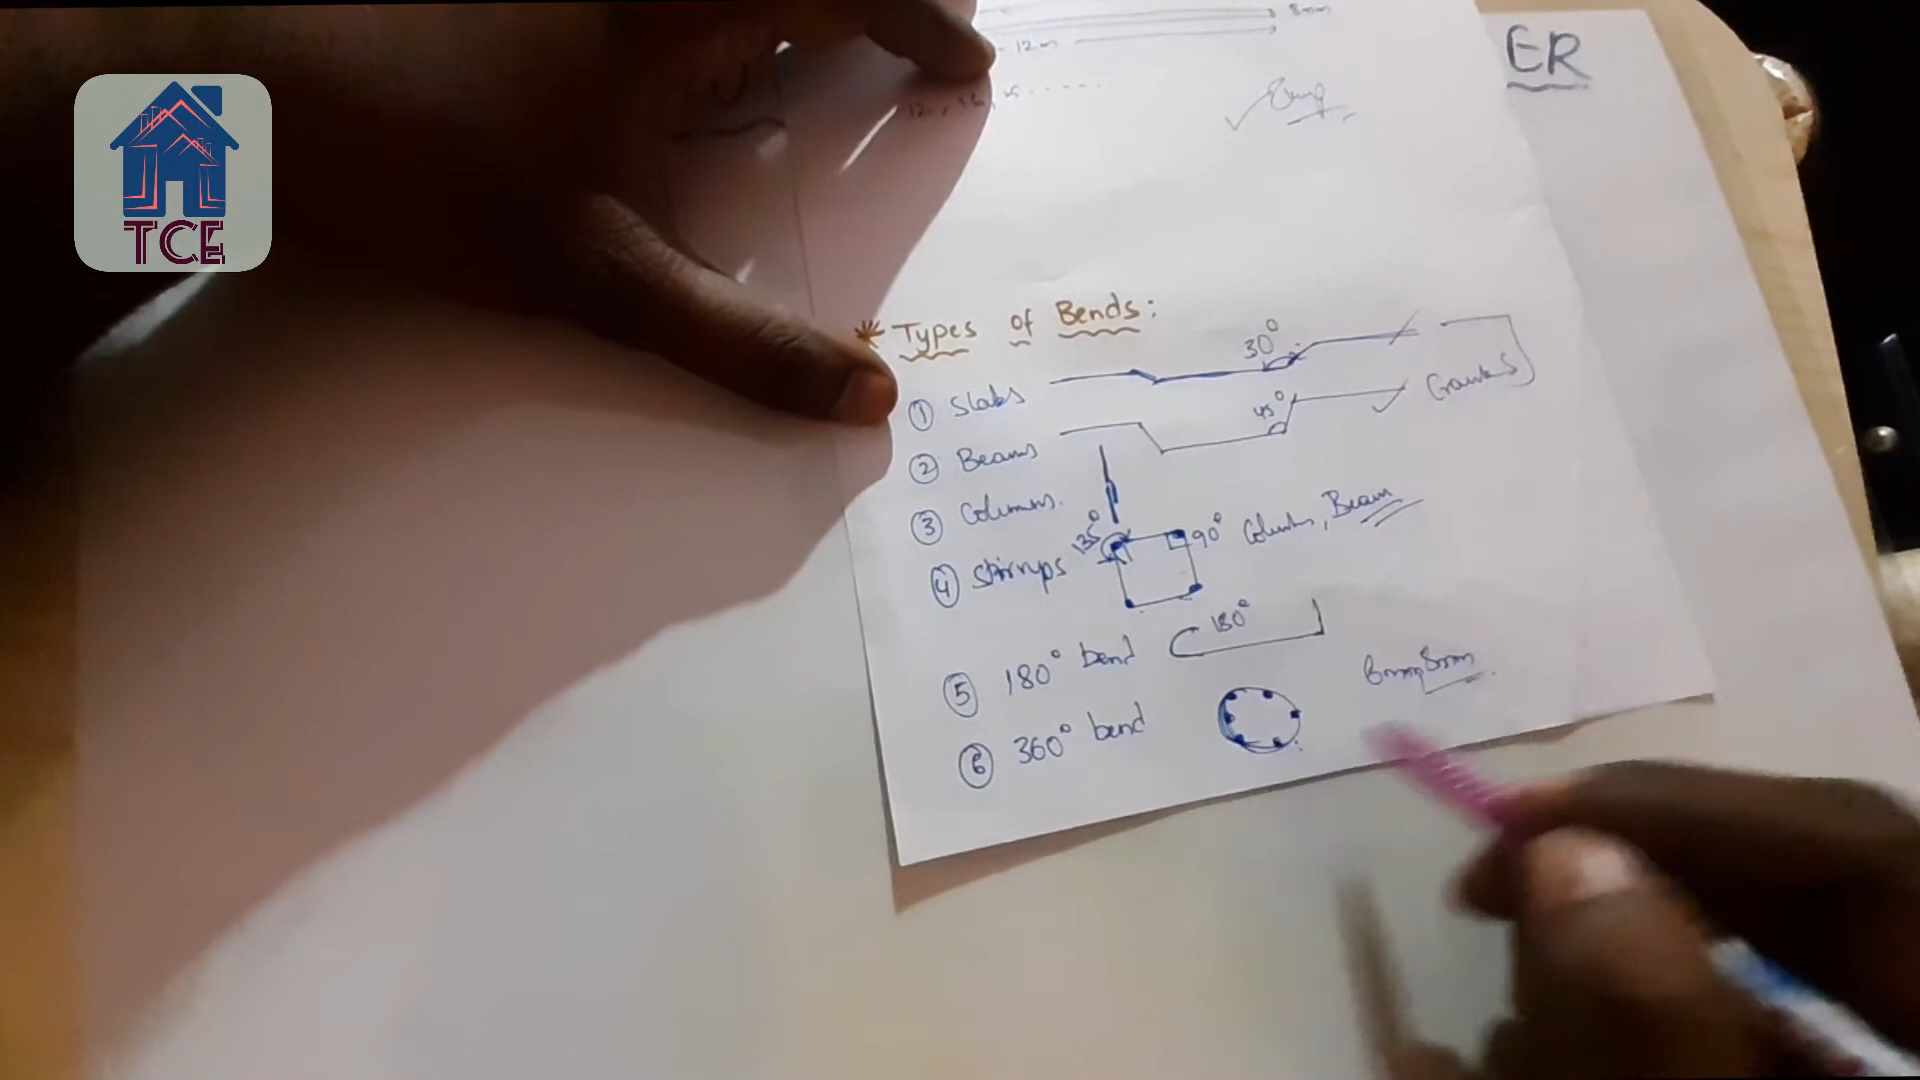 8mm
ER
12m
TCE
* Types of Bends:
① Slabs 30°
② Beams 45° Cranks
③ Columns.
④ Stirrups 135° 90° Columns, Beam
⑤ 180° bend 180°
⑥ 360° bend 6mm, 8mm